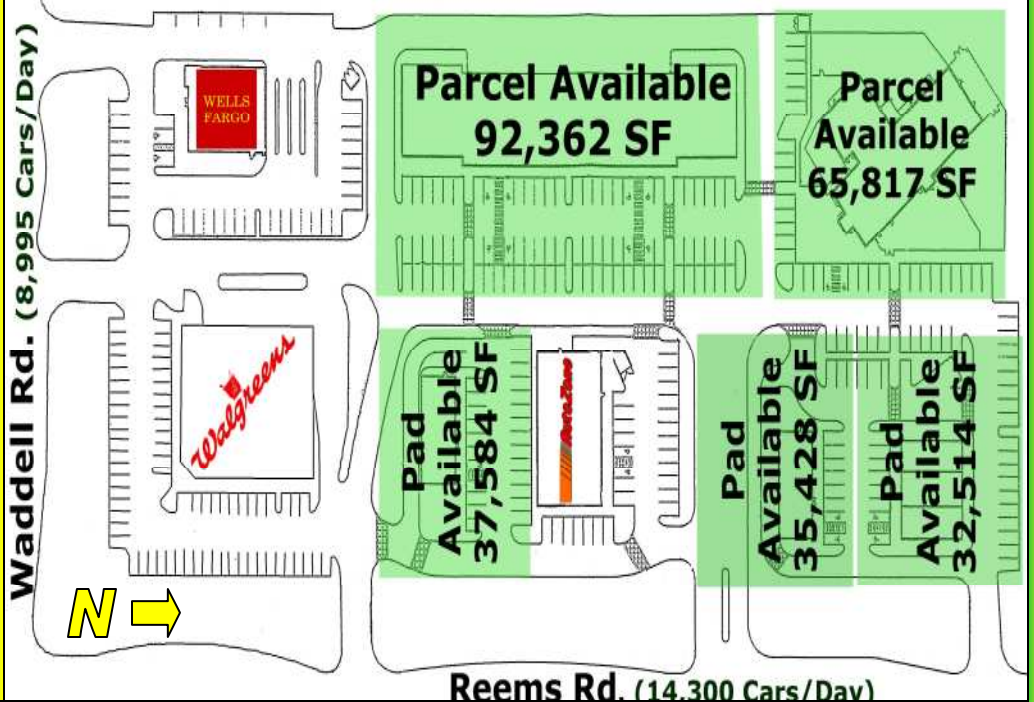 Waddell Rd. (8,995 Cars/Day)
WELLS
FARGO
Parcel Available
92,362 SF
Parcel
Available
65,817 SF
Walgreens
Pad
Available
37,584 SF
AutoZone
Pad
Available
35,428 SF
Pad
Available
32,514 SF
N
Reems Rd. (14,300 Cars/Day)